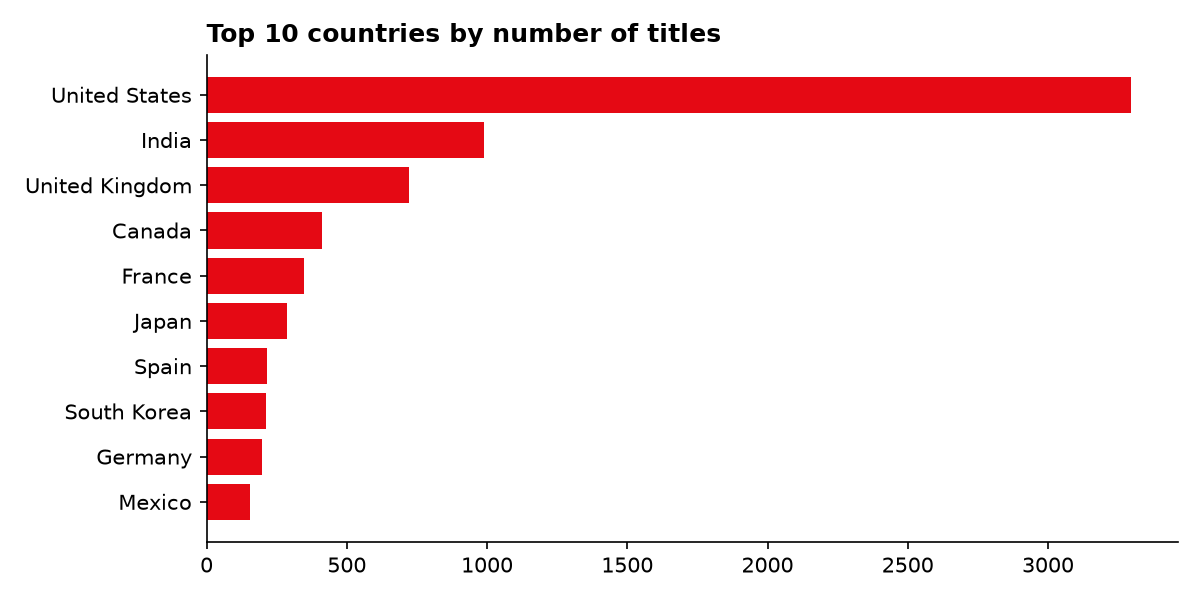 Top 10 countries by number of titles
United States
India
United Kingdom
Canada
France
Japan
Spain
South Korea
Germany
Mexico
0 500 1000 1500 2000 2500 3000